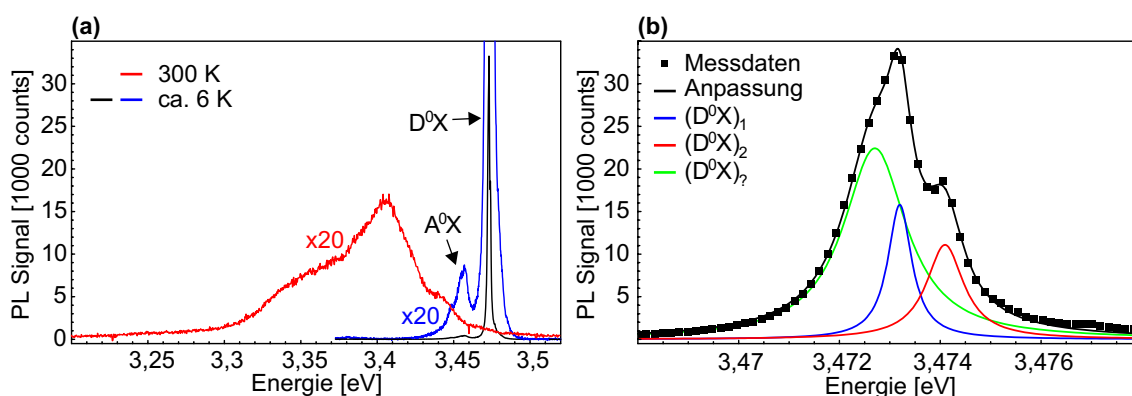 (a)
PL Signal [1000 counts]
35
30
25
20
15
10
5
0
300 K
ca. 6 K
D⁰X
A⁰X
x20
x20
3,25
3,3
3,35
3,4
3,45
3,5
Energie [eV]
(b)
PL Signal [1000 counts]
35
30
25
20
15
10
5
0
Messdaten
Anpassung
(D⁰X)₁
(D⁰X)₂
(D⁰X)?
3,47
3,472
3,474
3,476
Energie [eV]